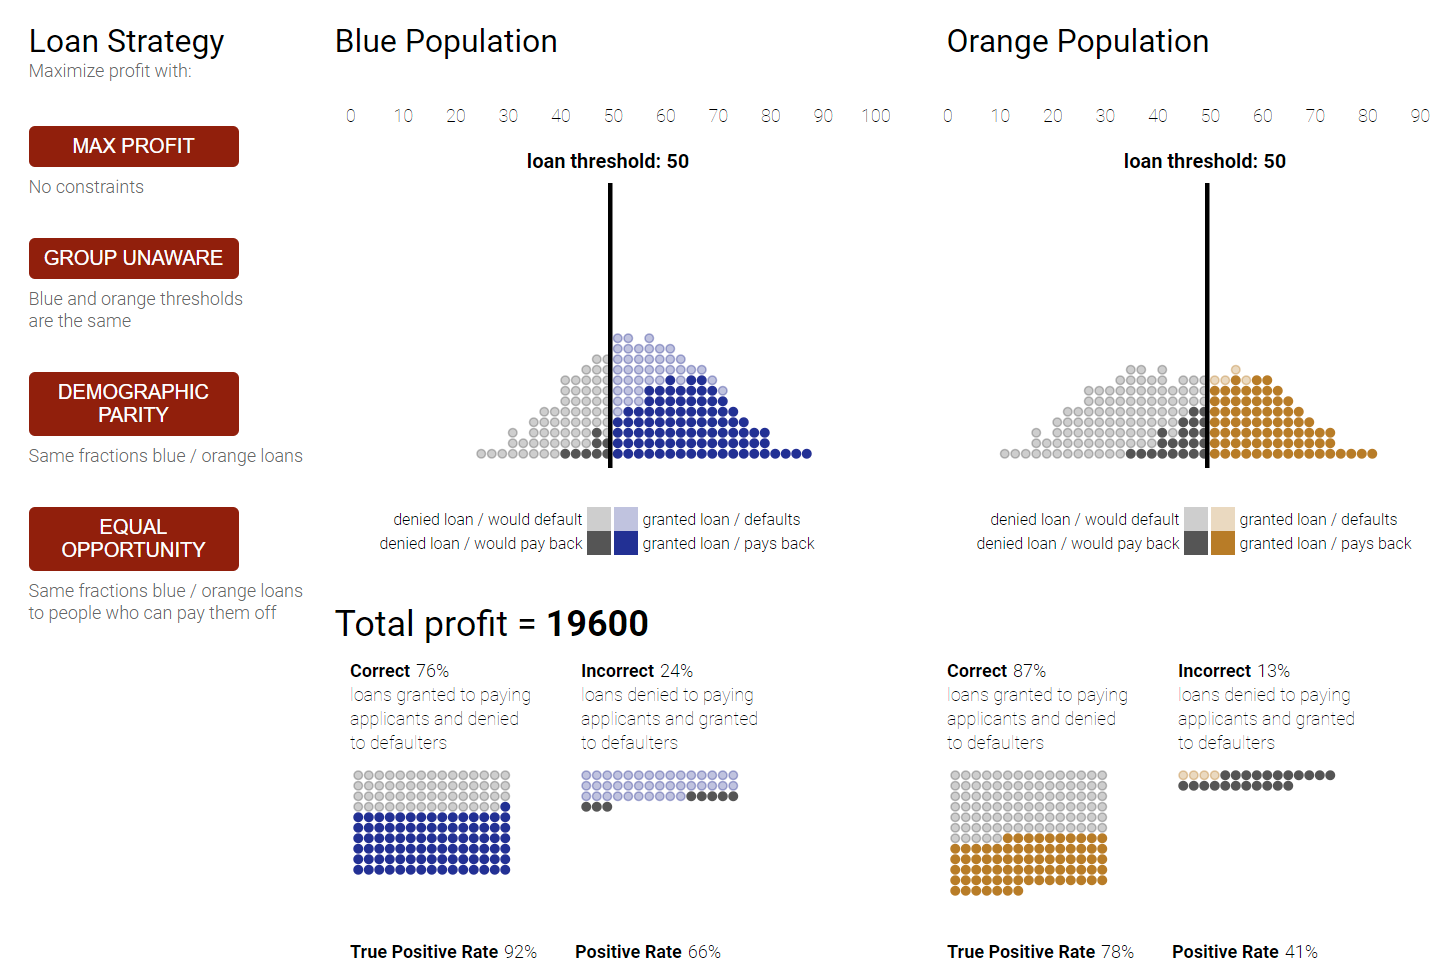 Loan Strategy
Maximize profit with:
MAX PROFIT
No constraints
GROUP UNAWARE
Blue and orange thresholds
are the same
DEMOGRAPHIC
PARITY
Same fractions blue / orange loans
EQUAL
OPPORTUNITY
Same fractions blue / orange loans
to people who can pay them off
Blue Population
0 10 20 30 40 50 60 70 80 90 100
loan threshold: 50
denied loan / would default
granted loan / defaults
denied loan / would pay back
granted loan / pays back
Orange Population
0 10 20 30 40 50 60 70 80 90
loan threshold: 50
denied loan / would default
granted loan / defaults
denied loan / would pay back
granted loan / pays back
Total profit = 19600
Correct 76%
loans granted to paying
applicants and denied
to defaulters
Incorrect 24%
loans denied to paying
applicants and granted
to defaulters
True Positive Rate 92%
Positive Rate 66%
Correct 87%
loans granted to paying
applicants and denied
to defaulters
Incorrect 13%
loans denied to paying
applicants and granted
to defaulters
True Positive Rate 78%
Positive Rate 41%